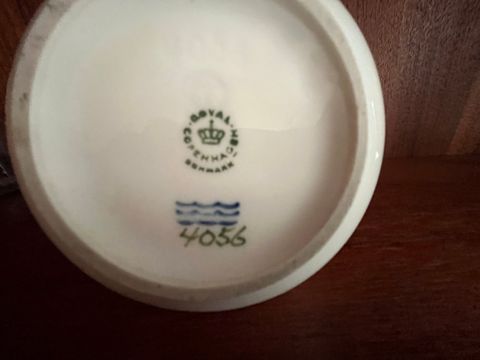 ROYAL
COPENHAGEN
DENMARK
4056